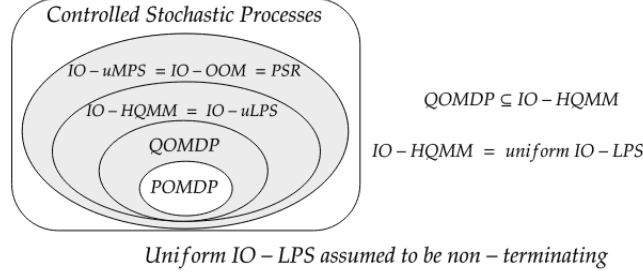 Controlled Stochastic Processes
IO – uMPS = IO – OOM = PSR
IO – HQMM = IO – uLPS
QOMDP
POMDP
QOMDP ⊆ IO – HQMM
IO – HQMM = uniform IO – LPS
Uniform IO – LPS assumed to be non – terminating